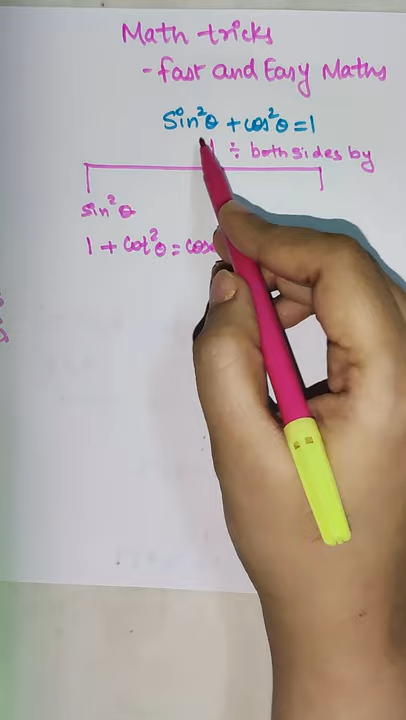 Math tricks
- fast and Easy Maths
Sin²θ + cos²θ = 1
÷ both sides by
sin²θ
1 + cot²θ = cos